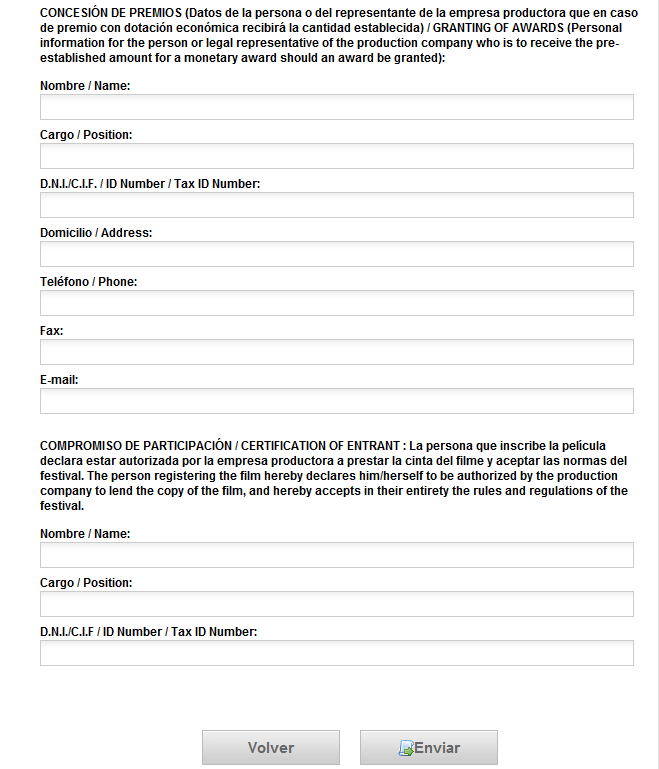 CONCESIÓN DE PREMIOS (Datos de la persona o del representante de la empresa productora que en caso
de premio con dotación económica recibirá la cantidad establecida) / GRANTING OF AWARDS (Personal
information for the person or legal representative of the production company who is to receive the pre-
established amount for a monetary award should an award be granted):
Nombre / Name:
Cargo / Position:
D.N.I./C.I.F. / ID Number / Tax ID Number:
Domicilio / Address:
Teléfono / Phone:
Fax:
E-mail:
COMPROMISO DE PARTICIPACIÓN / CERTIFICATION OF ENTRANT : La persona que inscribe la película
declara estar autorizada por la empresa productora a prestar la cinta del filme y aceptar las normas del
festival. The person registering the film hereby declares him/herself to be authorized by the production
company to lend the copy of the film, and hereby accepts in their entirety the rules and regulations of the
festival.
Nombre / Name:
Cargo / Position:
D.N.I./C.I.F / ID Number / Tax ID Number:
Volver
Enviar